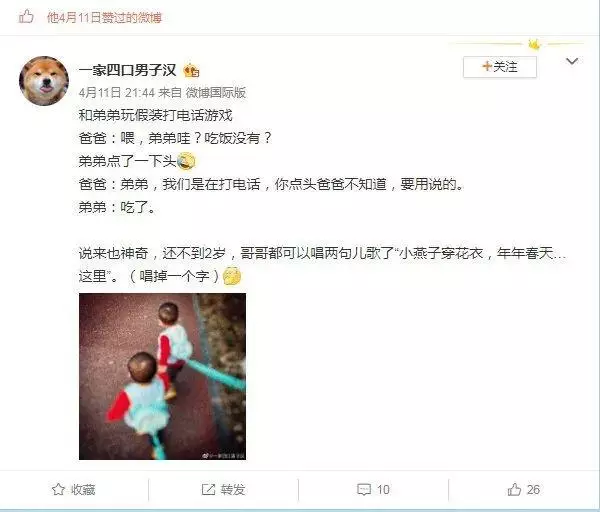 他4月11日赞过的微博
一家四口男子汉
+关注
4月11日 21:44 来自 微博国际版
和弟弟玩假装打电话游戏
爸爸：喂，弟弟哇？吃饭没有？
弟弟点了一下头
爸爸：弟弟，我们是在打电话，你点头爸爸不知道，要用说的。
弟弟：吃了。
说来也神奇，还不到2岁，哥哥都可以唱两句儿歌了“小燕子穿花衣，年年春天…
这里”。（唱掉一个字）
@一家四口男子汉
收藏
转发
10
26